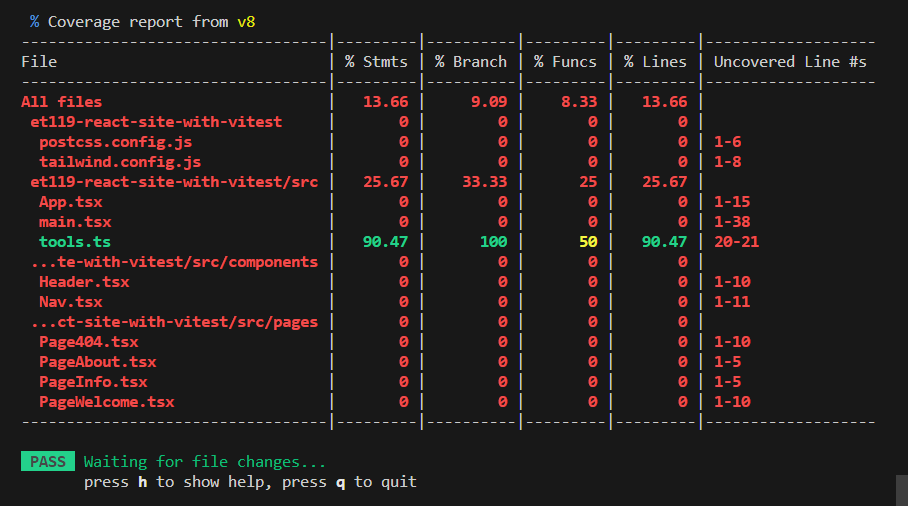 % Coverage report from v8
----------------------------------|---------|----------|---------|---------|-------------------
File                              | % Stmts | % Branch | % Funcs | % Lines | Uncovered Line #s
----------------------------------|---------|----------|---------|---------|-------------------
All files                         |   13.66 |     9.09 |    8.33 |   13.66 |
 et119-react-site-with-vitest     |       0 |        0 |       0 |       0 |
  postcss.config.js               |       0 |        0 |       0 |       0 | 1-6
  tailwind.config.js              |       0 |        0 |       0 |       0 | 1-8
 et119-react-site-with-vitest/src |   25.67 |    33.33 |      25 |   25.67 |
  App.tsx                         |       0 |        0 |       0 |       0 | 1-15
  main.tsx                        |       0 |        0 |       0 |       0 | 1-38
  tools.ts                        |   90.47 |      100 |      50 |   90.47 | 20-21
 ...te-with-vitest/src/components |       0 |        0 |       0 |       0 |
  Header.tsx                      |       0 |        0 |       0 |       0 | 1-10
  Nav.tsx                         |       0 |        0 |       0 |       0 | 1-11
 ...ct-site-with-vitest/src/pages |       0 |        0 |       0 |       0 |
  Page404.tsx                     |       0 |        0 |       0 |       0 | 1-10
  PageAbout.tsx                   |       0 |        0 |       0 |       0 | 1-5
  PageInfo.tsx                    |       0 |        0 |       0 |       0 | 1-5
  PageWelcome.tsx                 |       0 |        0 |       0 |       0 | 1-10
----------------------------------|---------|----------|---------|---------|-------------------
PASS Waiting for file changes...
press h to show help, press q to quit